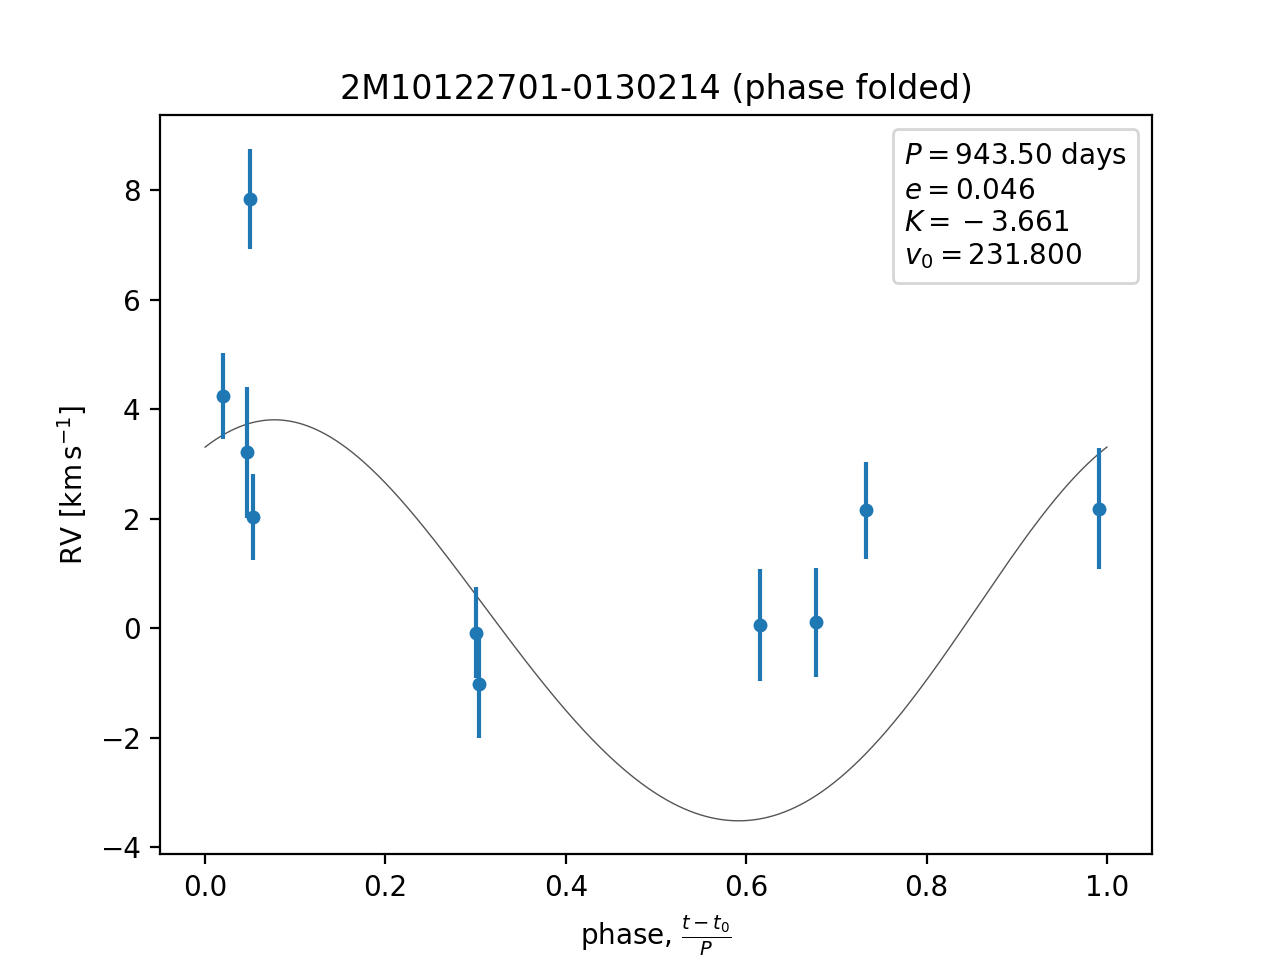 2M10122701-0130214 (phase folded)
P = 943.50 days
e = 0.046
K = −3.661
v₀ = 231.800
RV [km s⁻¹]
8
6
4
2
0
−2
−4
0.0 0.2 0.4 0.6 0.8 1.0
phase, (t − t₀)/P